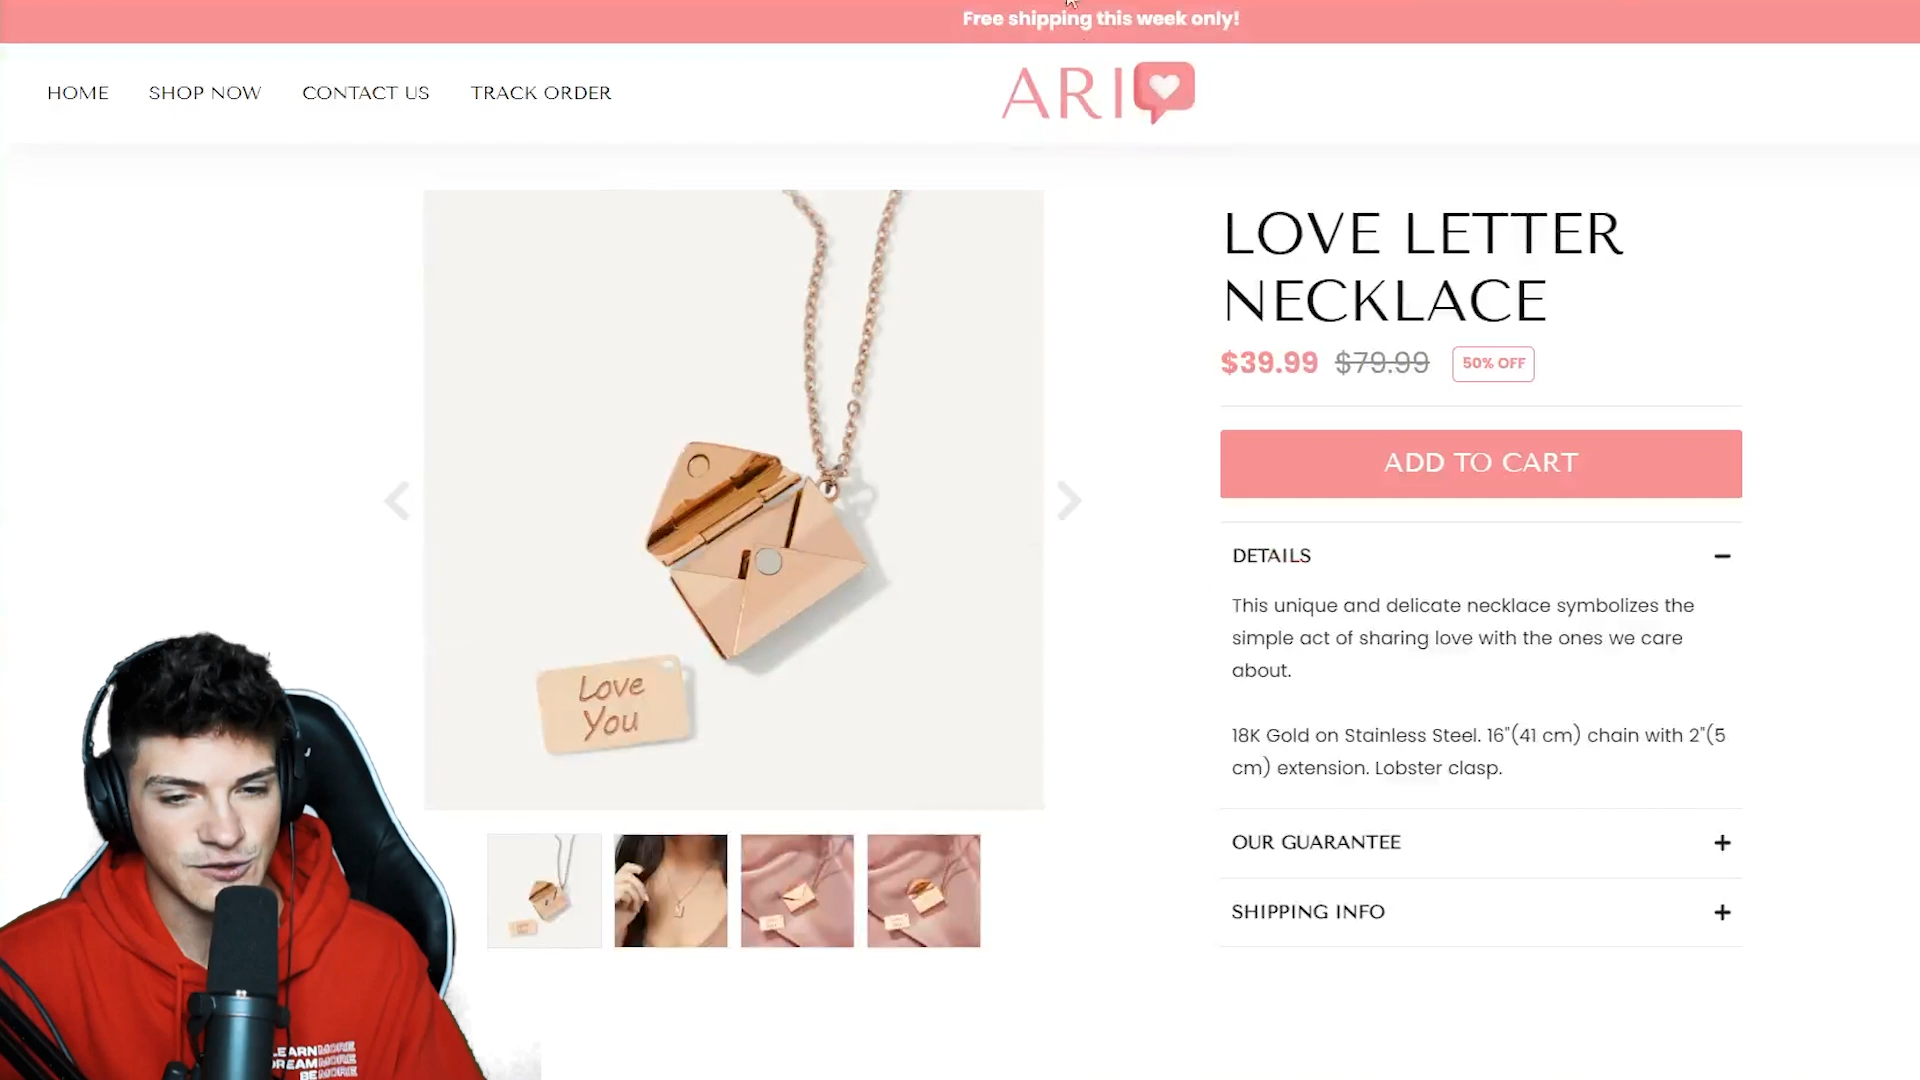 Free shipping this week only!
HOME
SHOP NOW
CONTACT US
TRACK ORDER
ARI
LOVE LETTER
NECKLACE
$39.99 $79.99 50% OFF
ADD TO CART
DETAILS
This unique and delicate necklace symbolizes the
simple act of sharing love with the ones we care
about.
18K Gold on Stainless Steel. 16"(41 cm) chain with 2"(5
cm) extension. Lobster clasp.
OUR GUARANTEE
SHIPPING INFO
Love
You
LEARNMORE
DREAMMORE
BEMORE